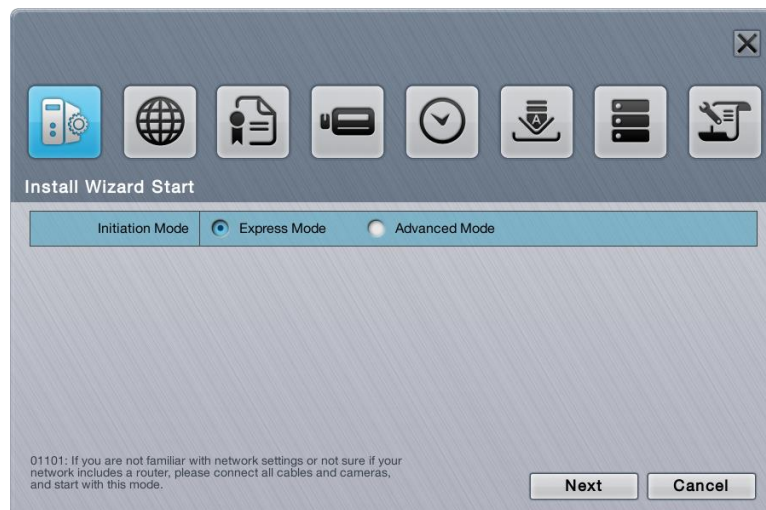 A
Install Wizard Start
Initiation Mode
Express Mode
Advanced Mode
01101: If you are not familiar with network settings or not sure if your
network includes a router, please connect all cables and cameras,
and start with this mode.
Next
Cancel